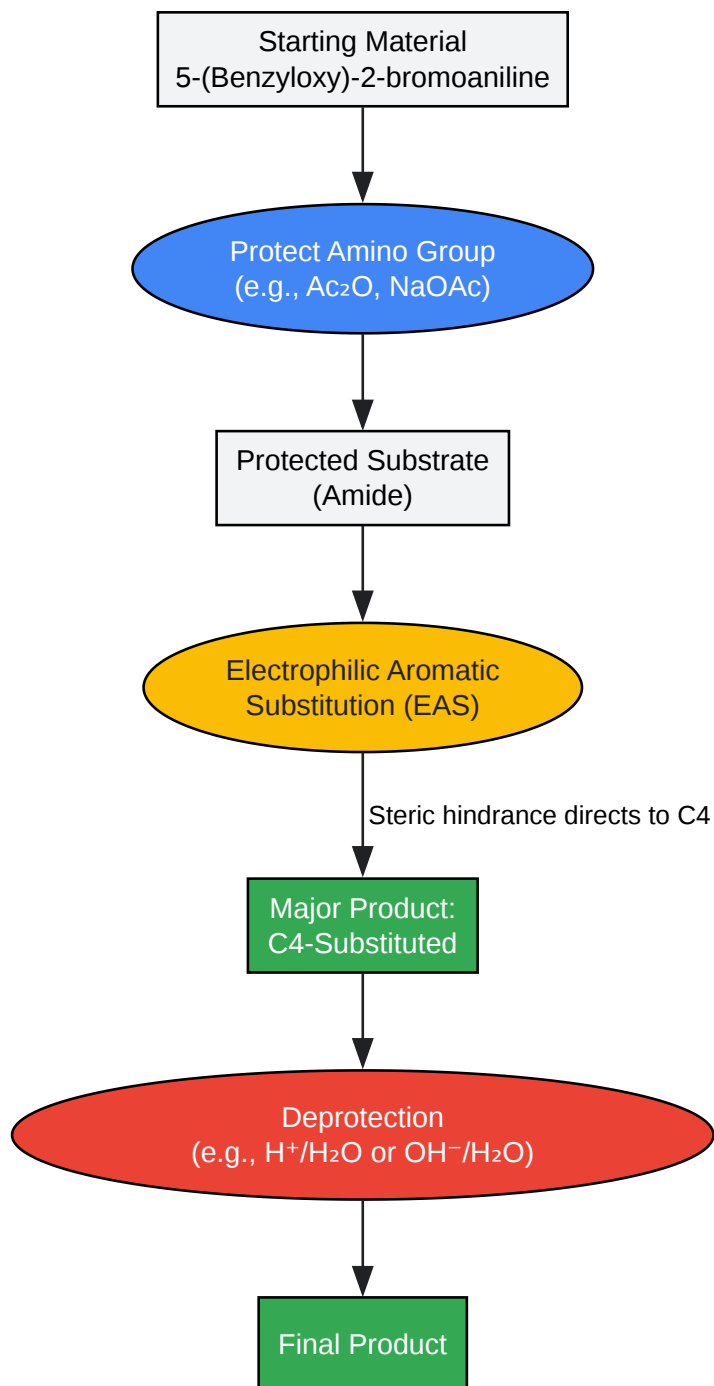 Starting Material
5-(Benzyloxy)-2-bromoaniline
Protect Amino Group
(e.g., Ac₂O, NaOAc)
Protected Substrate
(Amide)
Electrophilic Aromatic
Substitution (EAS)
Steric hindrance directs to C4
Major Product:
C4-Substituted
Deprotection
(e.g., H⁺/H₂O or OH⁻/H₂O)
Final Product